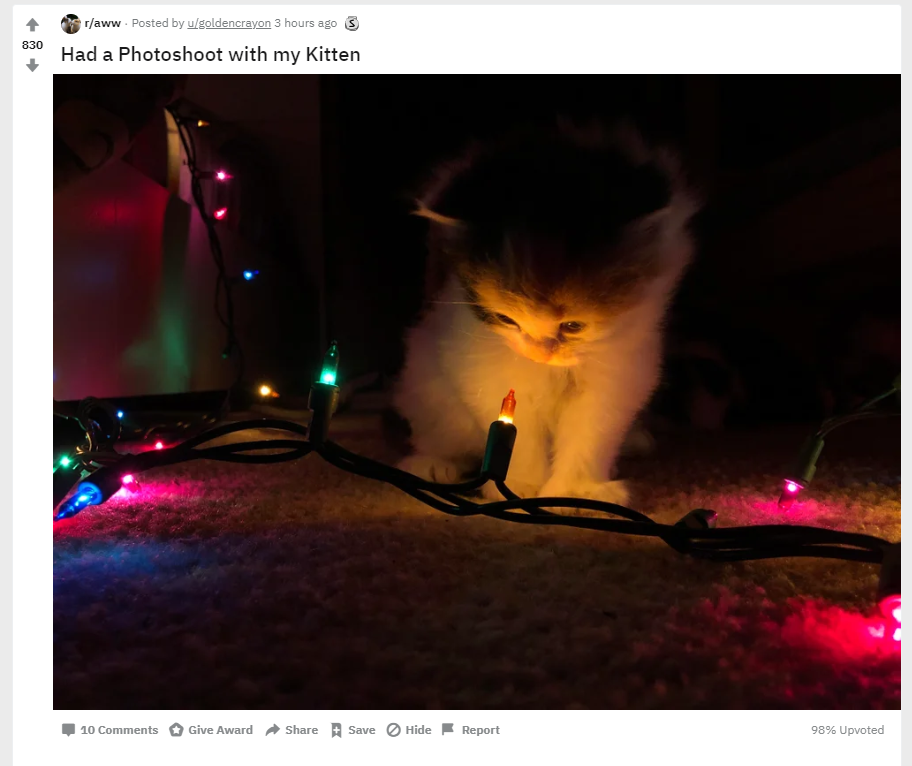 r/aww · Posted by u/goldencrayon 3 hours ago
830
Had a Photoshoot with my Kitten
10 Comments Give Award Share Save Hide Report 98% Upvoted